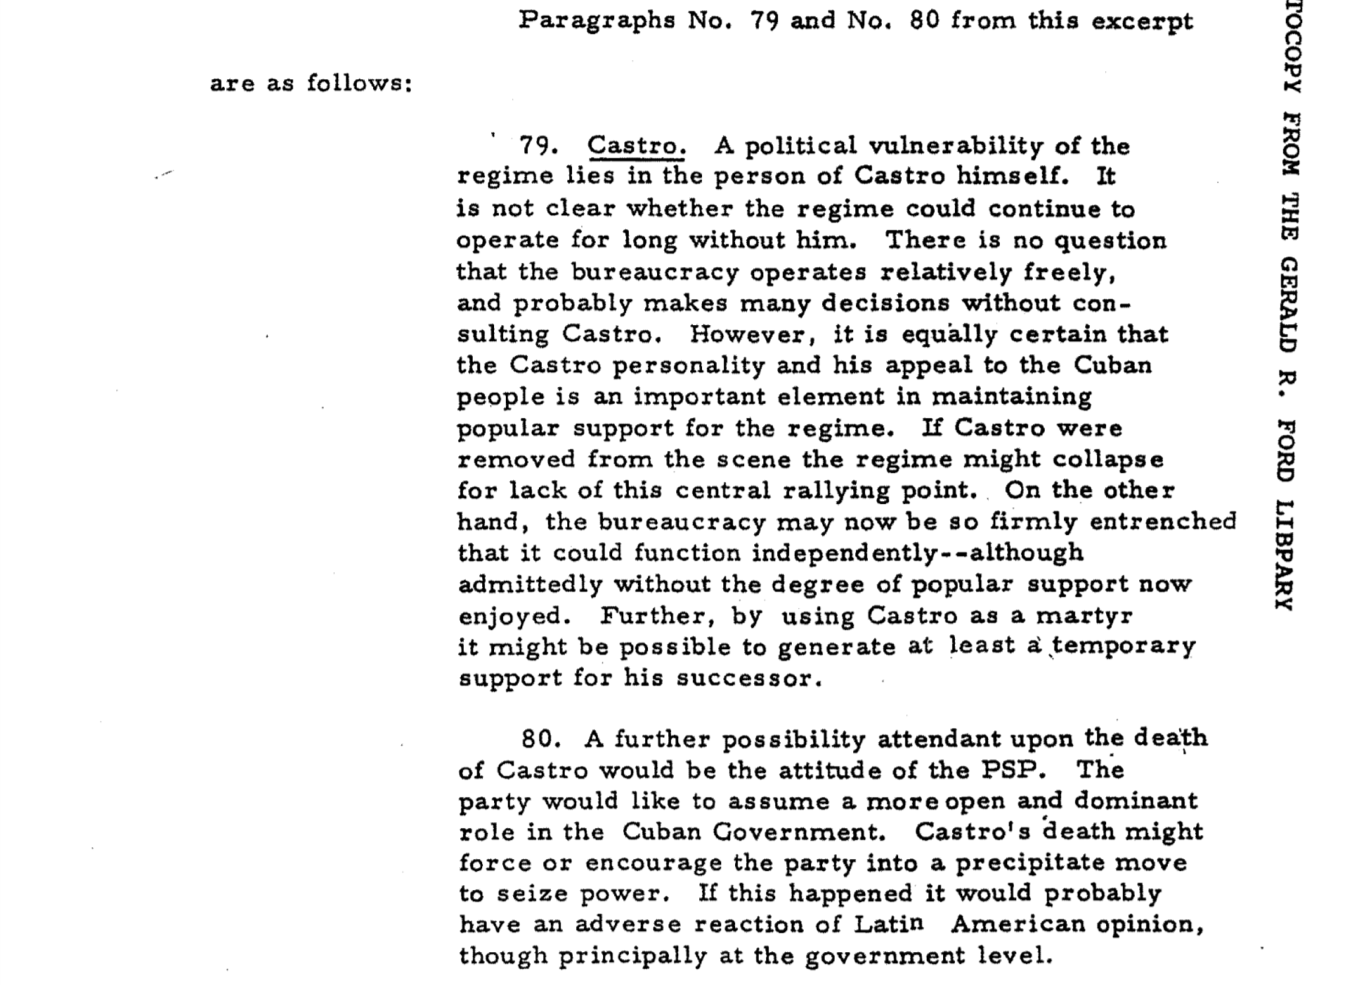 Paragraphs No. 79 and No. 80 from this excerpt
are as follows:
79. Castro. A political vulnerability of the
regime lies in the person of Castro himself. It
is not clear whether the regime could continue to
operate for long without him. There is no question
that the bureaucracy operates relatively freely,
and probably makes many decisions without con-
sulting Castro. However, it is equally certain that
the Castro personality and his appeal to the Cuban
people is an important element in maintaining
popular support for the regime. If Castro were
removed from the scene the regime might collapse
for lack of this central rallying point. On the other
hand, the bureaucracy may now be so firmly entrenched
that it could function independently--although
admittedly without the degree of popular support now
enjoyed. Further, by using Castro as a martyr
it might be possible to generate at least a temporary
support for his successor.
80. A further possibility attendant upon the death
of Castro would be the attitude of the PSP. The
party would like to assume a more open and dominant
role in the Cuban Government. Castro's death might
force or encourage the party into a precipitate move
to seize power. If this happened it would probably
have an adverse reaction of Latin American opinion,
though principally at the government level.
TOCOPY FROM THE GERALD R. FORD LIBRARY